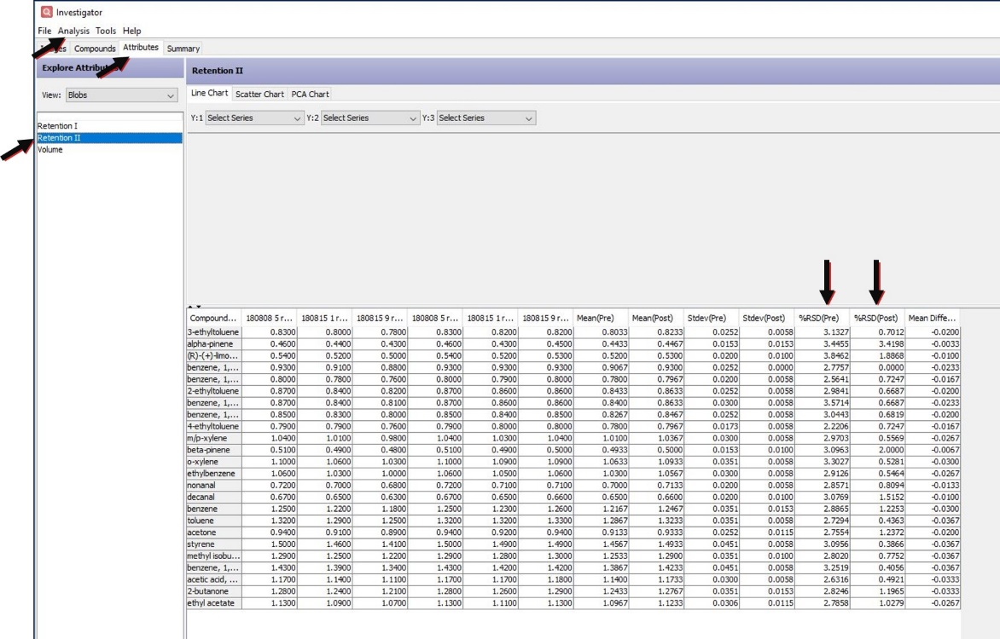 Investigator
File Analysis Tools Help
Compounds Attributes Summary
Explore
View: Blobs
Retention I
Retention II
Volume
Retention II
Line Chart Scatter Chart PCA Chart
Y:1 Select Series Y:2 Select Series Y:3 Select Series
Compound... 180808 5 r... 180815 1 r... 180815 9 r... 180808 5 r... 180815 1 r... 180815 9 r... Mean(Pre) Mean(Post) Stdev(Pre) Stdev(Post) %RSD(Pre) %RSD(Post) Mean Diffe...
3-ethyltoluene 0.8300 0.8000 0.7800 0.8300 0.8200 0.8200 0.8033 0.8233 0.0252 0.0058 3.1327 0.7012 -0.0200
alpha-pinene 0.4600 0.4400 0.4300 0.4600 0.4300 0.4500 0.4433 0.4467 0.0153 0.0153 3.4455 3.4198 -0.0033
(R)-(+)-limo... 0.5400 0.5200 0.5000 0.5400 0.5200 0.5300 0.5200 0.5300 0.0200 0.0100 3.8462 1.8868 -0.0100
benzene, 1,... 0.9300 0.9100 0.8800 0.9300 0.9300 0.9300 0.9067 0.9300 0.0252 0.0000 2.7757 0.0000 -0.0233
benzene, 1,... 0.8000 0.7800 0.7600 0.8000 0.7900 0.8000 0.7800 0.7967 0.0200 0.0058 2.5641 0.7247 -0.0167
2-ethyltoluene 0.8700 0.8400 0.8200 0.8700 0.8600 0.8600 0.8433 0.8633 0.0252 0.0058 2.9841 0.6687 -0.0200
benzene, 1,... 0.8700 0.8400 0.8100 0.8700 0.8600 0.8600 0.8400 0.8633 0.0300 0.0058 3.5714 0.6687 -0.0233
benzene, 1,... 0.8500 0.8300 0.8000 0.8500 0.8400 0.8500 0.8267 0.8467 0.0252 0.0058 3.0443 0.6819 -0.0200
4-ethyltoluene 0.7900 0.7900 0.7600 0.7900 0.8000 0.8000 0.7800 0.7967 0.0173 0.0058 2.2206 0.7247 -0.0167
m/p-xylene 1.0400 1.0100 0.9800 1.0400 1.0300 1.0400 1.0100 1.0367 0.0300 0.0058 2.9703 0.5569 -0.0267
beta-pinene 0.5100 0.4900 0.4800 0.5100 0.4900 0.5000 0.4933 0.5000 0.0153 0.0100 3.0963 2.0000 -0.0067
o-xylene 1.1000 1.0600 1.0300 1.1000 1.0900 1.0900 1.0633 1.0933 0.0351 0.0058 3.3027 0.5281 -0.0300
ethylbenzene 1.0600 1.0300 1.0000 1.0600 1.0500 1.0600 1.0300 1.0567 0.0300 0.0058 2.9126 0.5464 -0.0267
nonanal 0.7200 0.7000 0.6800 0.7200 0.7100 0.7100 0.7000 0.7133 0.0200 0.0058 2.8571 0.8094 -0.0133
decanal 0.6700 0.6500 0.6300 0.6700 0.6500 0.6600 0.6500 0.6600 0.0200 0.0100 3.0769 1.5152 -0.0100
benzene 1.2500 1.2200 1.1800 1.2500 1.2300 1.2600 1.2167 1.2467 0.0351 0.0153 2.8865 1.2253 -0.0300
toluene 1.3200 1.2900 1.2500 1.3200 1.3200 1.3300 1.2867 1.3233 0.0351 0.0058 2.7294 0.4363 -0.0367
acetone 0.9400 0.9100 0.8900 0.9400 0.9200 0.9400 0.9133 0.9333 0.0252 0.0115 2.7554 1.2372 -0.0200
styrene 1.5000 1.4600 1.4100 1.5000 1.4900 1.4900 1.4567 1.4933 0.0451 0.0058 3.0956 0.3866 -0.0367
methyl isobu... 1.2900 1.2500 1.2200 1.2900 1.2800 1.3000 1.2533 1.2900 0.0351 0.0100 2.8020 0.7752 -0.0367
benzene, 1,... 1.4300 1.3900 1.3400 1.4300 1.4200 1.4200 1.3867 1.4233 0.0451 0.0058 3.2519 0.4056 -0.0367
acetic acid, ... 1.1700 1.1400 1.1100 1.1700 1.1700 1.1800 1.1400 1.1733 0.0300 0.0058 2.6316 0.4921 -0.0333
2-butanone 1.2800 1.2400 1.2100 1.2800 1.2600 1.2900 1.2433 1.2767 0.0351 0.0153 2.8246 1.1965 -0.0333
ethyl acetate 1.1300 1.0900 1.0700 1.1300 1.1100 1.1300 1.0967 1.1233 0.0306 0.0115 2.7858 1.0279 -0.0267